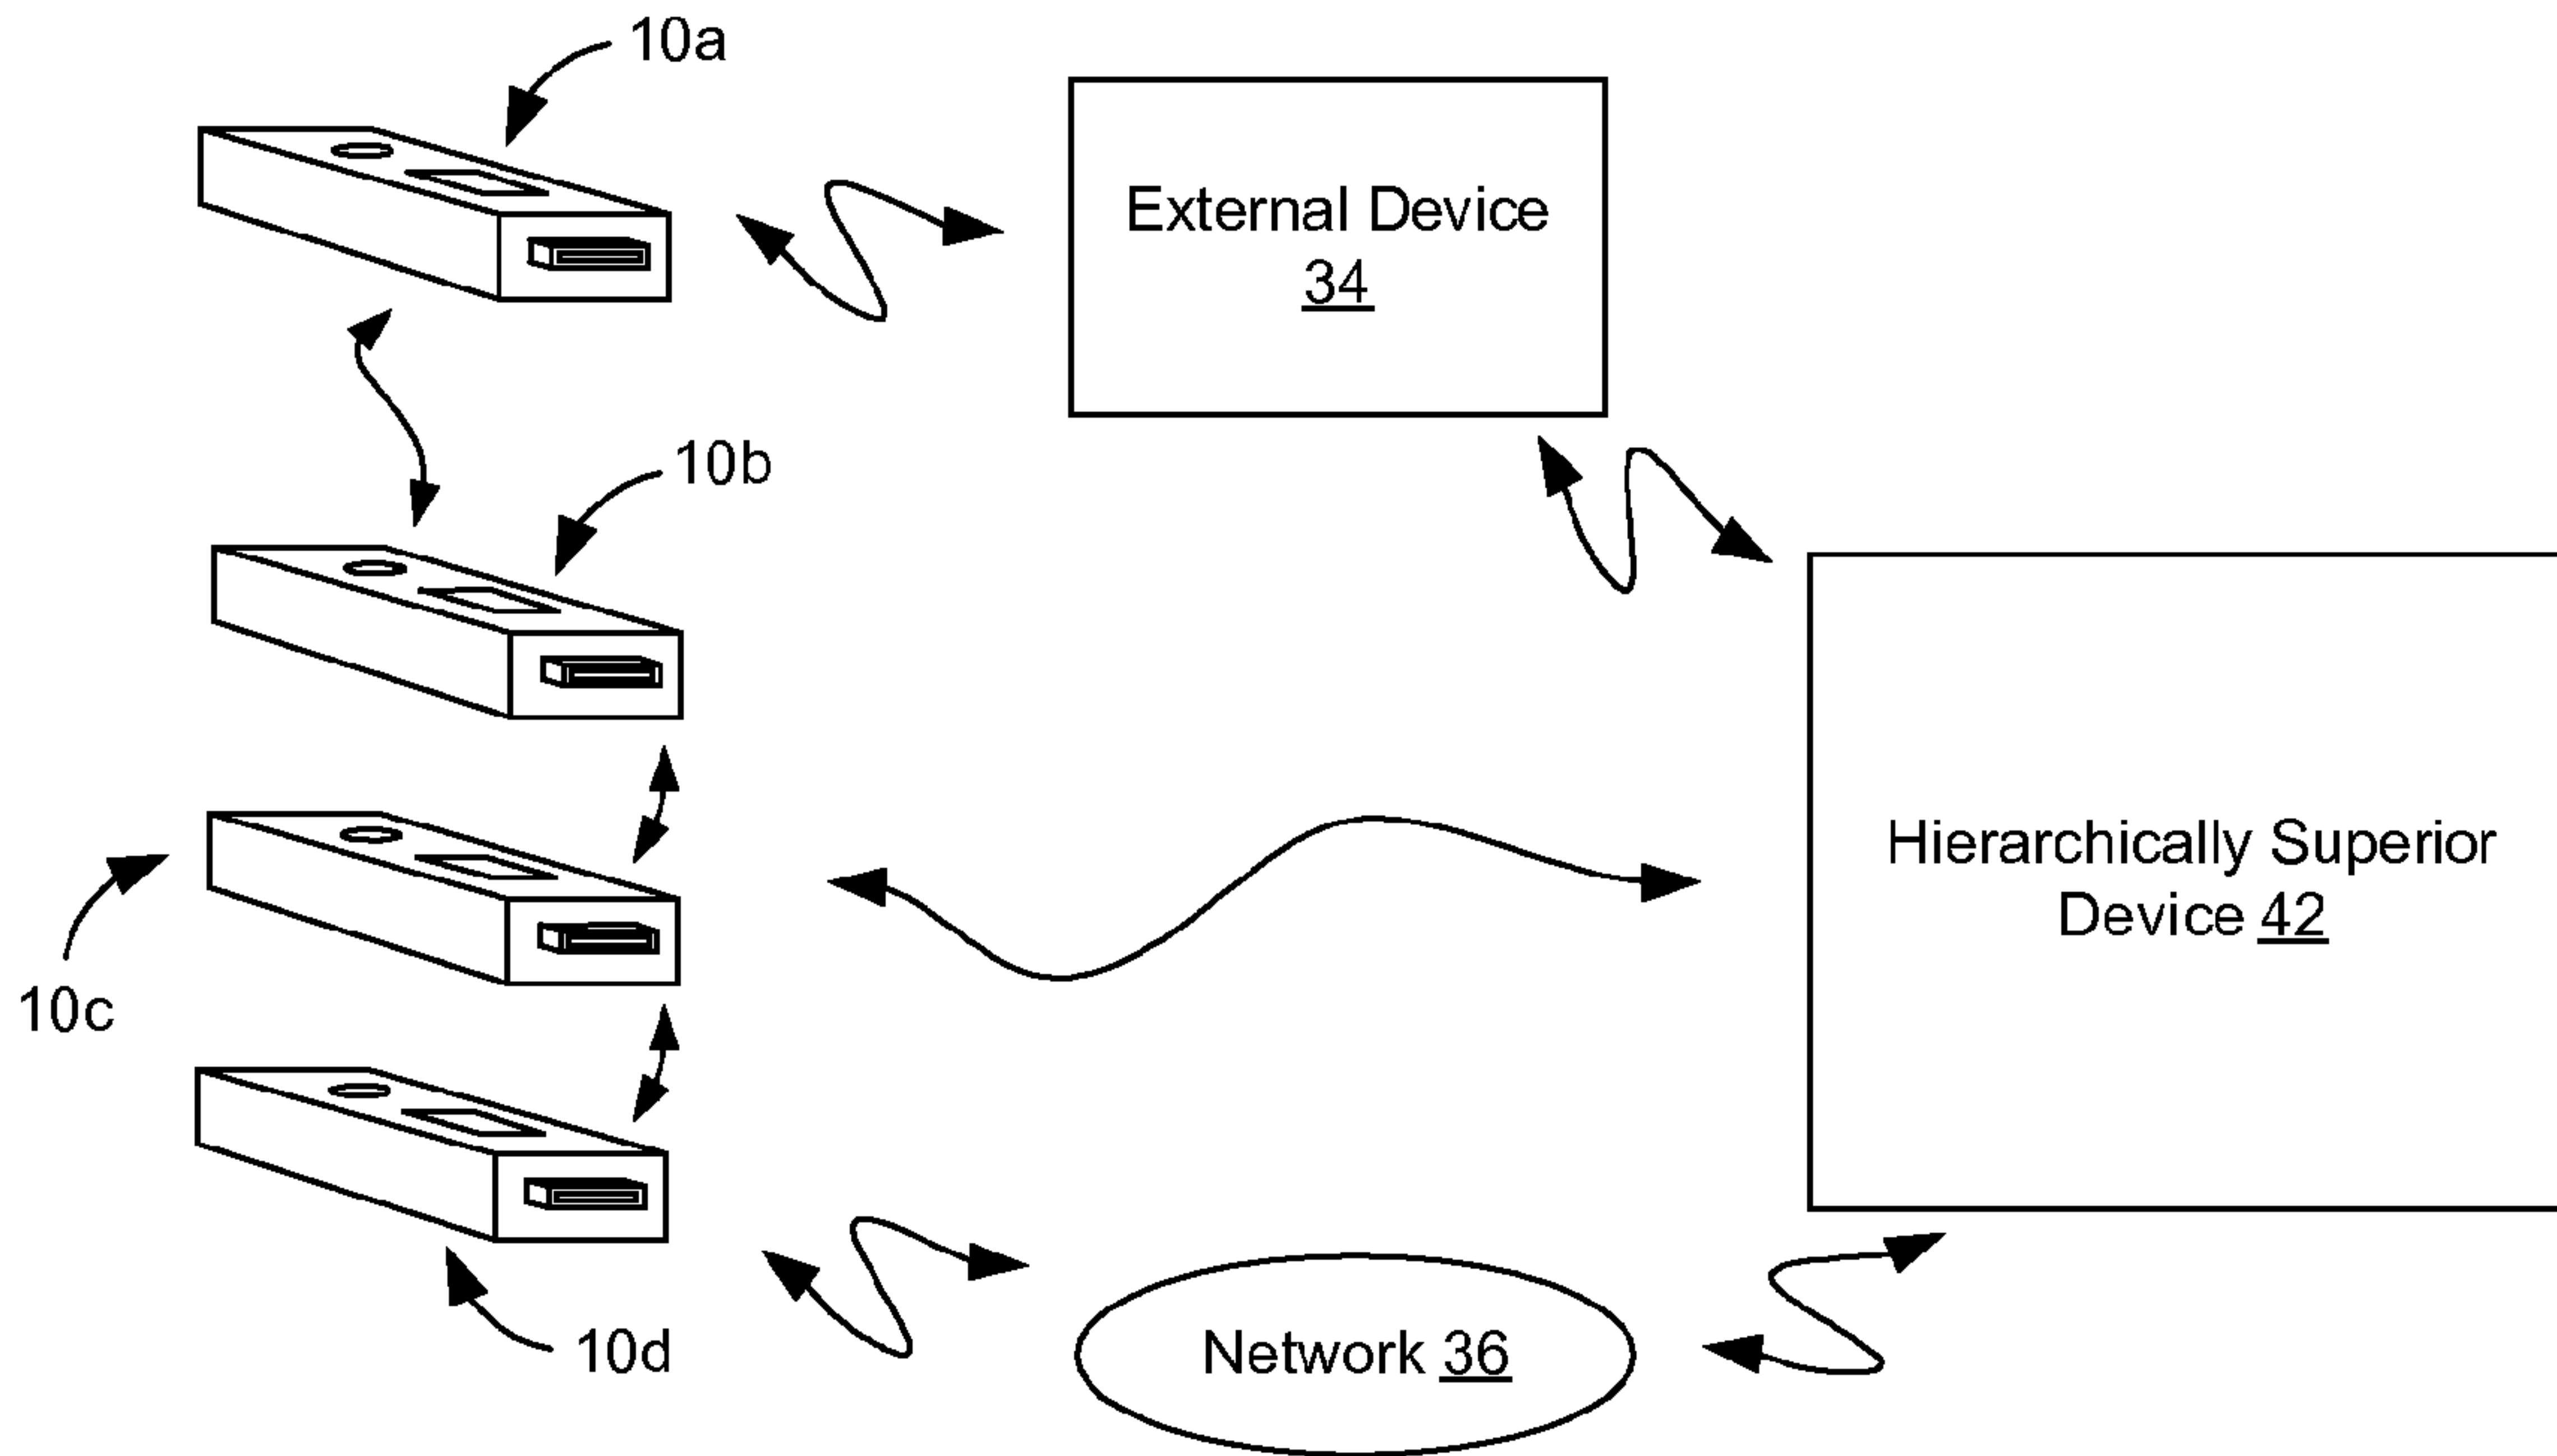 10a
External Device
34
10b
Hierarchically Superior
Device 42
10c
10d
Network 36